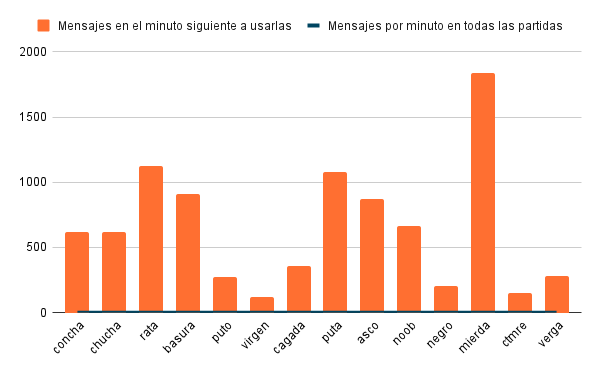 Mensajes en el minuto siguiente a usarlas Mensajes por minuto en todas las partidas
2000
1500
1000
500
0
concha chucha rata basura puto virgen cagada puta asco noob negro mierda ctmre verga